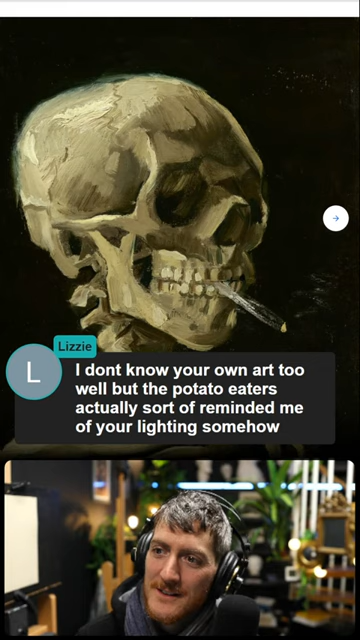 Lizzie
L
I dont know your own art too
well but the potato eaters
actually sort of reminded me
of your lighting somehow